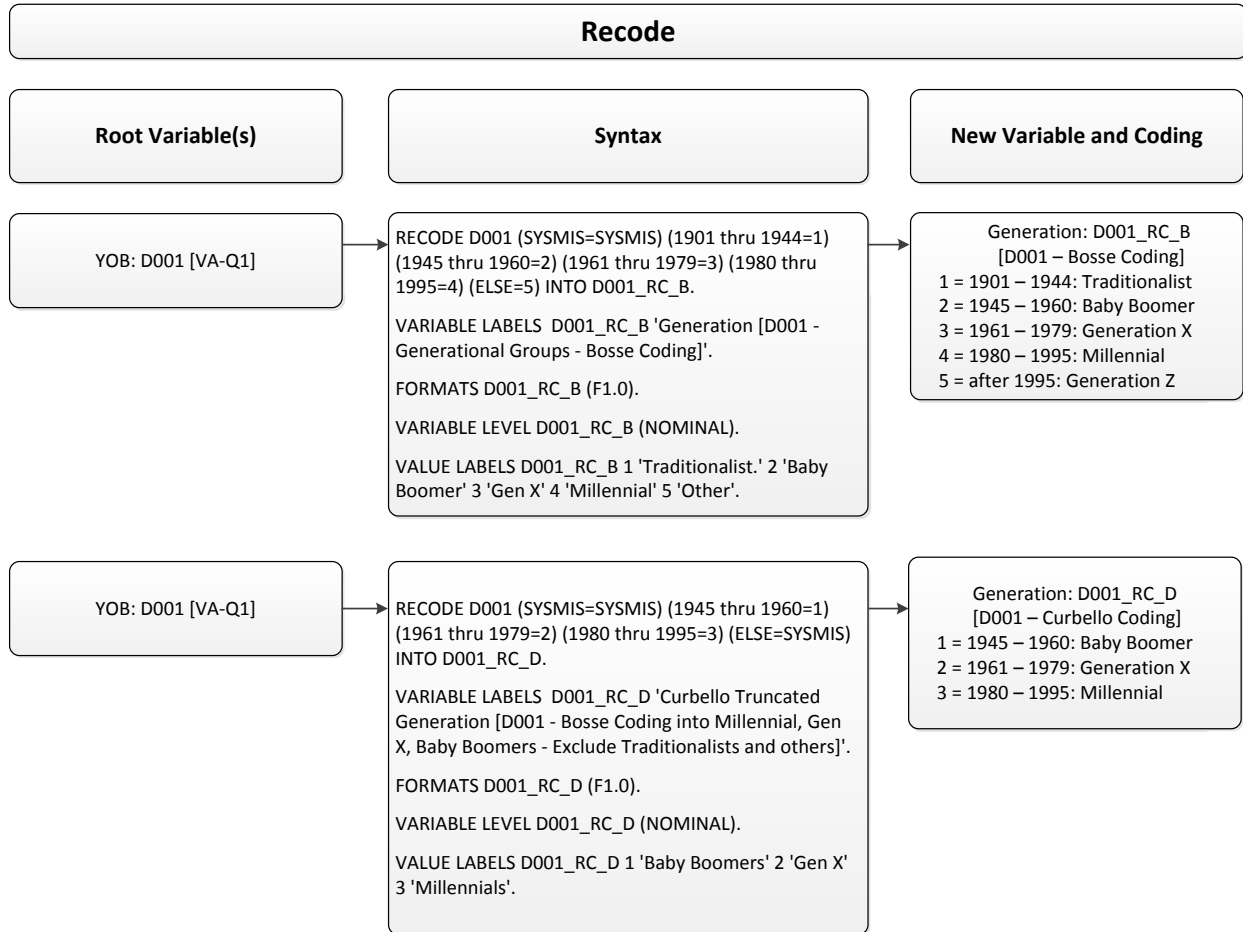 Recode
Root Variable(s)
Syntax
New Variable and Coding
YOB: D001 [VA-Q1]
RECODE D001 (SYSMIS=SYSMIS) (1901 thru 1944=1)
(1945 thru 1960=2) (1961 thru 1979=3) (1980 thru
1995=4) (ELSE=5) INTO D001_RC_B.
VARIABLE LABELS  D001_RC_B 'Generation [D001 -
Generational Groups - Bosse Coding]'.
FORMATS D001_RC_B (F1.0).
VARIABLE LEVEL D001_RC_B (NOMINAL).
VALUE LABELS D001_RC_B 1 'Traditionalist.' 2 'Baby
Boomer' 3 'Gen X' 4 'Millennial' 5 'Other'.
Generation: D001_RC_B
[D001 – Bosse Coding]
1 = 1901 – 1944: Traditionalist
2 = 1945 – 1960: Baby Boomer
3 = 1961 – 1979: Generation X
4 = 1980 – 1995: Millennial
5 = after 1995: Generation Z
YOB: D001 [VA-Q1]
RECODE D001 (SYSMIS=SYSMIS) (1945 thru 1960=1)
(1961 thru 1979=2) (1980 thru 1995=3) (ELSE=SYSMIS)
INTO D001_RC_D.
VARIABLE LABELS  D001_RC_D 'Curbello Truncated
Generation [D001 - Bosse Coding into Millennial, Gen
X, Baby Boomers - Exclude Traditionalists and others]'.
FORMATS D001_RC_D (F1.0).
VARIABLE LEVEL D001_RC_D (NOMINAL).
VALUE LABELS D001_RC_D 1 'Baby Boomers' 2 'Gen X'
3 'Millennials'.
Generation: D001_RC_D
[D001 – Curbello Coding]
1 = 1945 – 1960: Baby Boomer
2 = 1961 – 1979: Generation X
3 = 1980 – 1995: Millennial